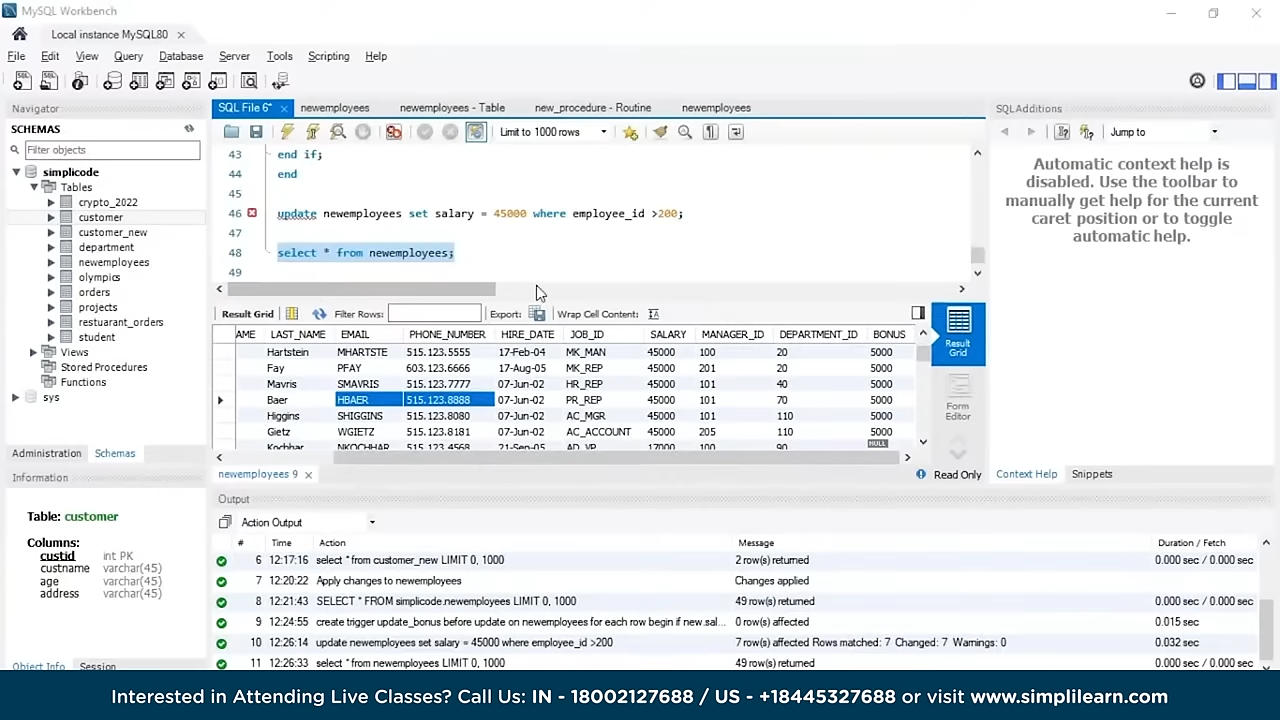 MySQL Workbench
Local instance MySQL80
File Edit View Query Database Server Tools Scripting Help
Navigator
SCHEMAS
Filter objects
simplicode
Tables
crypto_2022
customer
customer_new
department
newemployees
olympics
orders
projects
restuarant_orders
student
Views
Stored Procedures
Functions
sys
Administration Schemas
Information
Table: customer
Columns:
custid int PK
custname varchar(45)
age varchar(45)
address varchar(45)
Object Info Session
SQL File 6* newemployees newemployees - Table new_procedure - Routine newemployees
Limit to 1000 rows
43 end if;
44 end
45
46 update newemployees set salary = 45000 where employee_id >200;
47
48 select * from newemployees;
49
Result Grid Filter Rows: Export: Wrap Cell Content:
AME LAST_NAME EMAIL PHONE_NUMBER HIRE_DATE JOB_ID SALARY MANAGER_ID DEPARTMENT_ID BONUS
Hartstein MHARTSTE 515.123.5555 17-Feb-04 MK_MAN 45000 100 20 5000
Fay PFAY 603.123.6666 17-Aug-05 MK_REP 45000 201 20 5000
Mavris SMAVRIS 515.123.7777 07-Jun-02 HR_REP 45000 101 40 5000
Baer HBAER 515.123.8888 07-Jun-02 PR_REP 45000 101 70 5000
Higgins SHIGGINS 515.123.8080 07-Jun-02 AC_MGR 45000 101 110 5000
Gietz WGIETZ 515.123.8181 07-Jun-02 AC_ACCOUNT 45000 205 110 5000
Kochhar NKOCHHAR 515.123.4568 21-Sep-05 AD_VP 17000 100 90 NULL
Result Grid
Form Editor
newemployees 9
Read Only
SQLAdditions
Jump to
Automatic context help is
disabled. Use the toolbar to
manually get help for the current
caret position or to toggle
automatic help.
Context Help Snippets
Output
Action Output
# Time Action Message Duration / Fetch
6 12:17:16 select * from customer_new LIMIT 0, 1000 2 row(s) returned 0.000 sec / 0.000 sec
7 12:20:22 Apply changes to newemployees Changes applied
8 12:21:43 SELECT * FROM simplicode.newemployees LIMIT 0, 1000 49 row(s) returned 0.000 sec / 0.000 sec
9 12:24:55 create trigger update_bonus before update on newemployees for each row begin if new.sal... 0 row(s) affected 0.015 sec
10 12:26:14 update newemployees set salary = 45000 where employee_id >200 7 row(s) affected Rows matched: 7 Changed: 7 Warnings: 0 0.032 sec
11 12:26:33 select * from newemployees LIMIT 0, 1000 49 row(s) returned 0.000 sec / 0.000 sec
Interested in Attending Live Classes? Call Us: IN - 18002127688 / US - +18445327688 or visit www.simplilearn.com